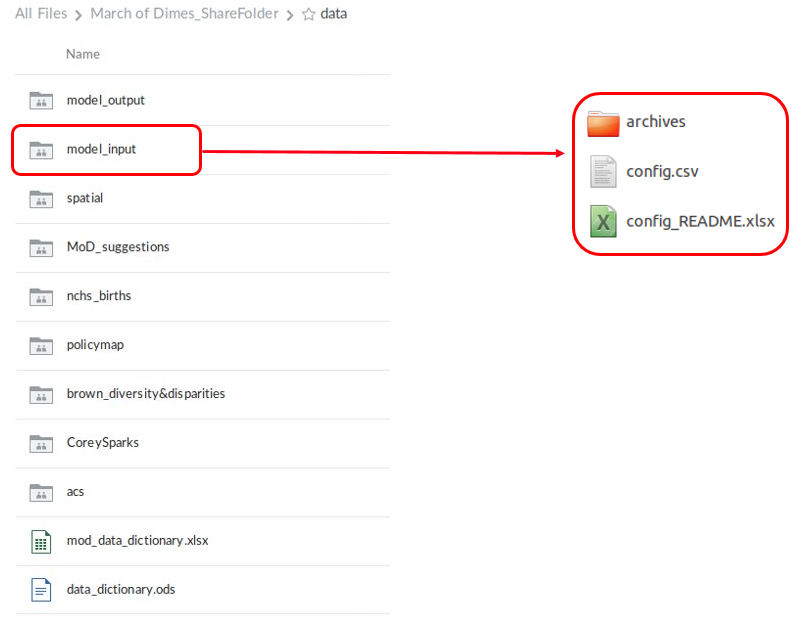 All Files > March of Dimes_ShareFolder > data
Name
model_output
model_input
spatial
MoD_suggestions
nchs_births
policymap
brown_diversity&disparities
CoreySparks
acs
mod_data_dictionary.xlsx
data_dictionary.ods
archives
config.csv
X
config_README.xlsx